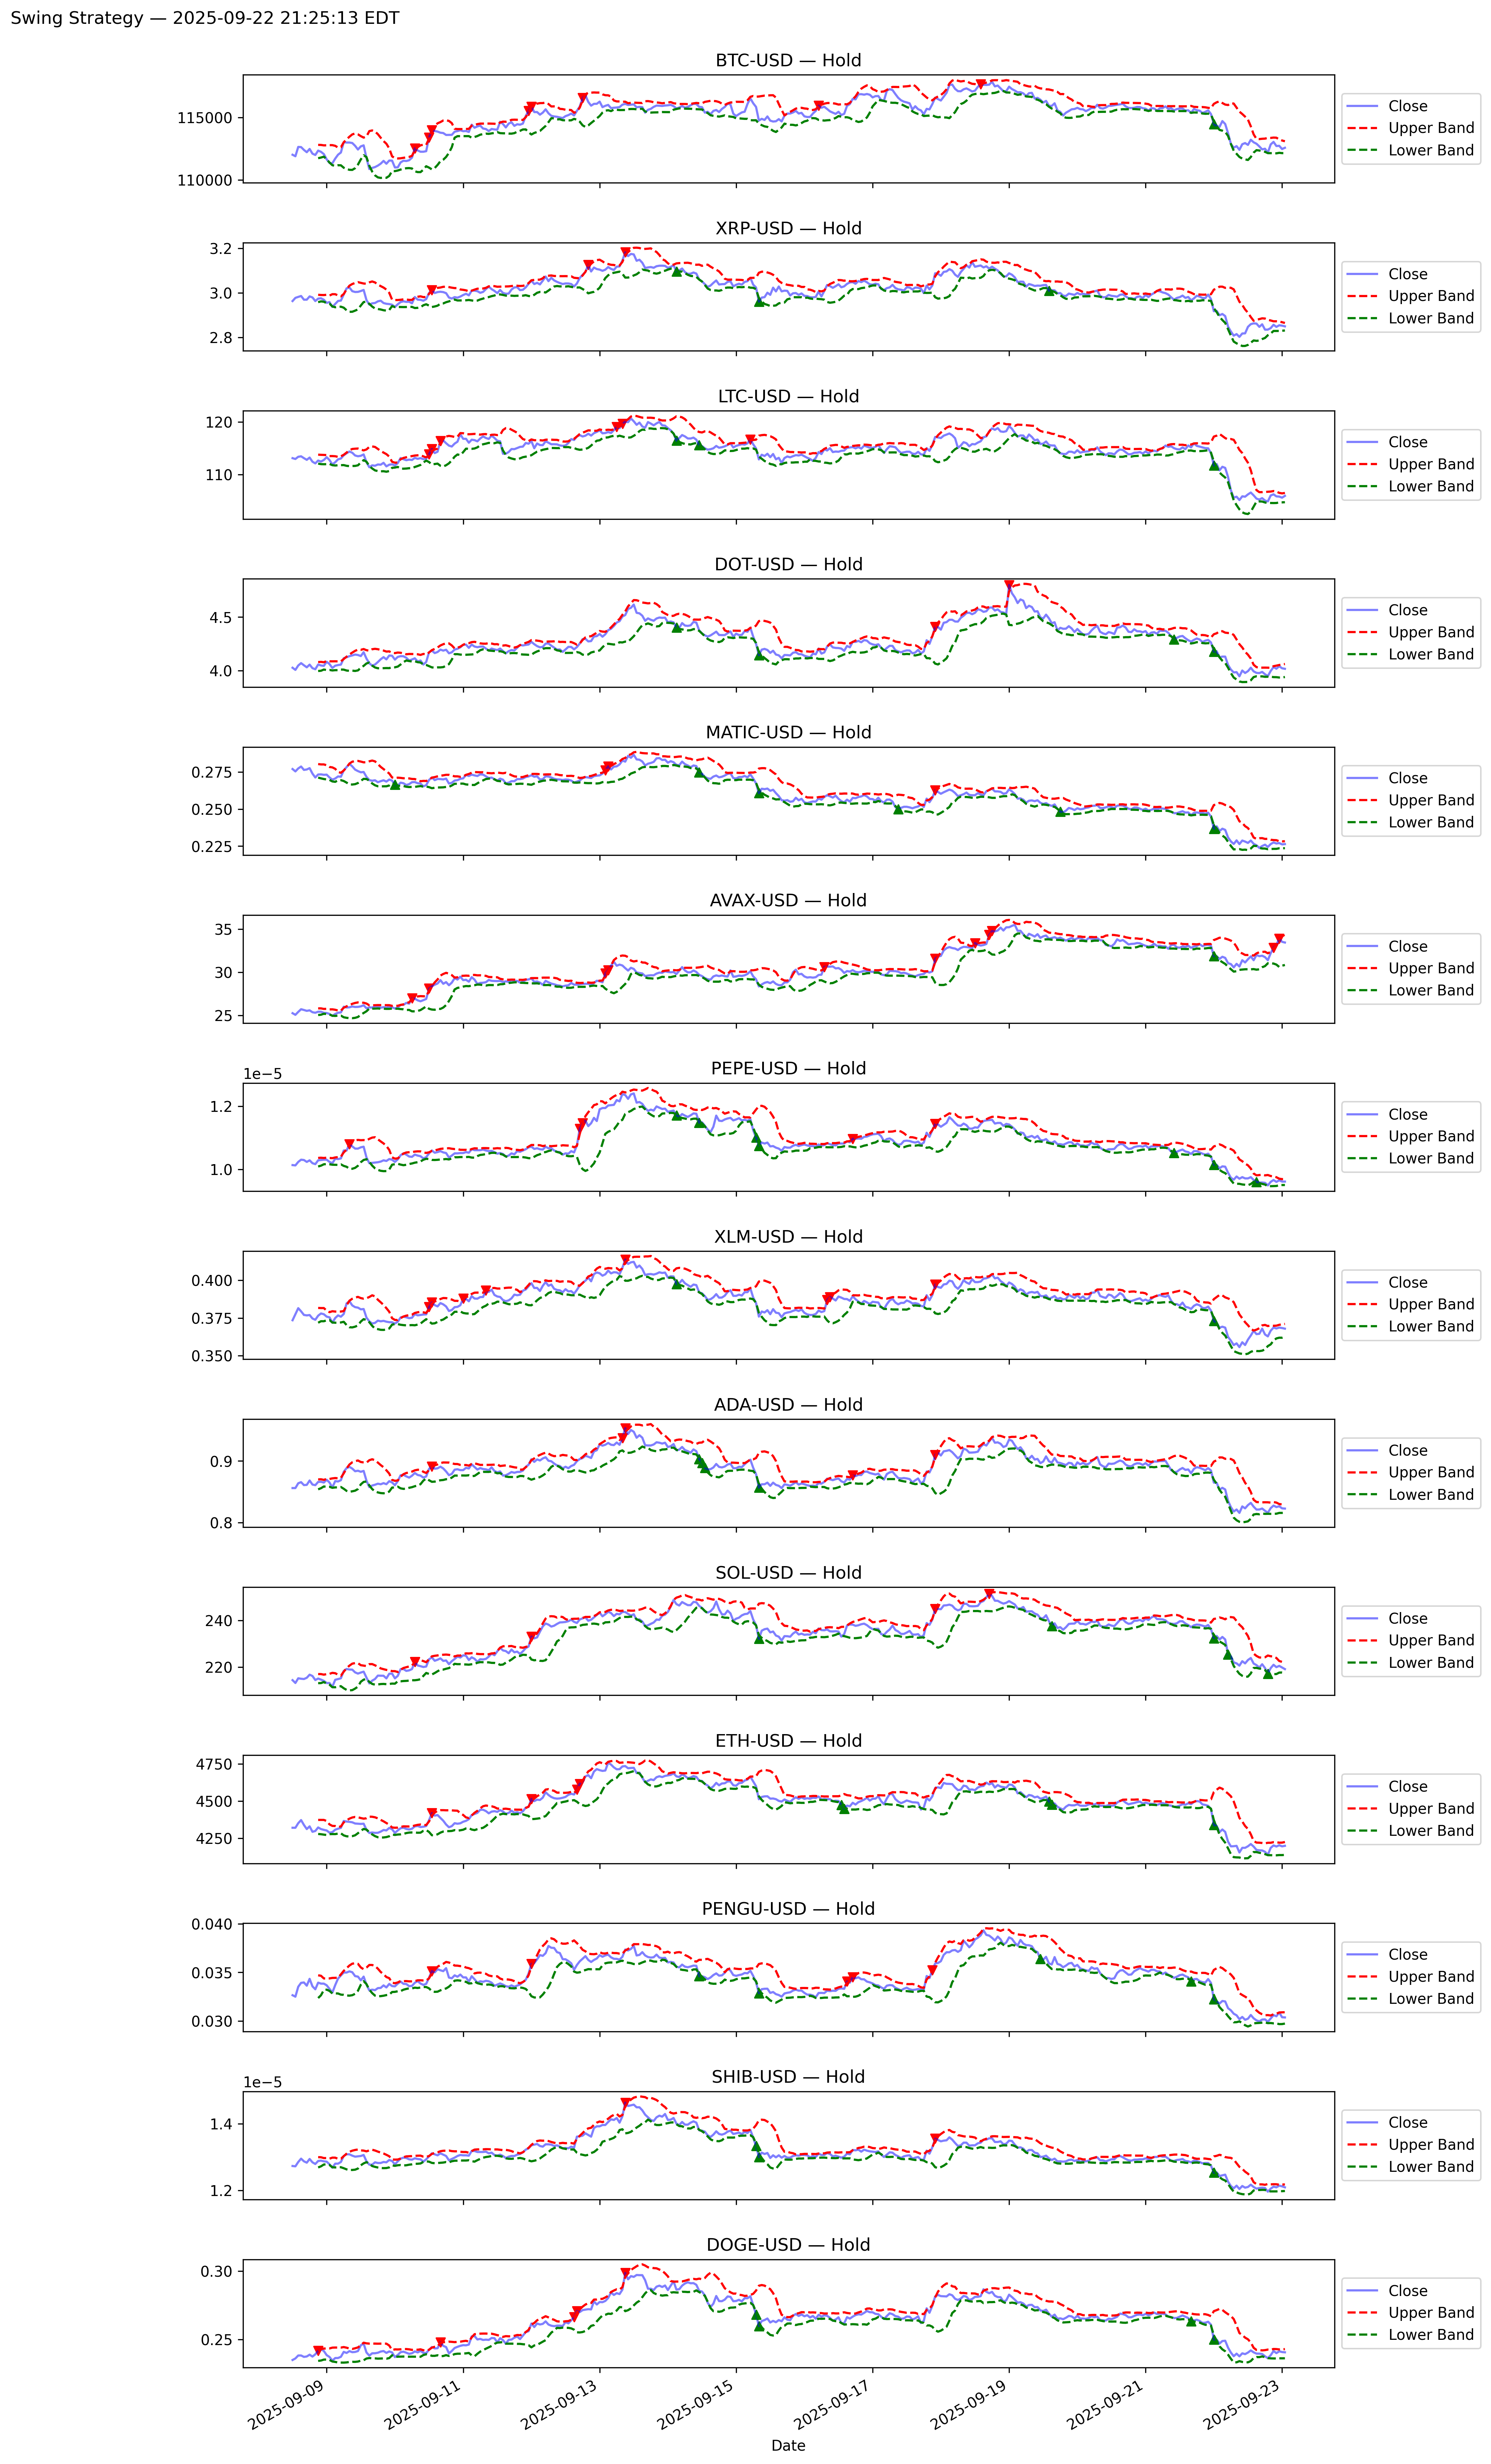 Swing Strategy — 2025-09-22 21:25:13 EDT
BTC-USD — Hold
115000
110000
Close
Upper Band
Lower Band
XRP-USD — Hold
3.2
3.0
2.8
Close
Upper Band
Lower Band
LTC-USD — Hold
120
110
Close
Upper Band
Lower Band
DOT-USD — Hold
4.5
4.0
Close
Upper Band
Lower Band
MATIC-USD — Hold
0.275
0.250
0.225
Close
Upper Band
Lower Band
AVAX-USD — Hold
35
30
25
Close
Upper Band
Lower Band
PEPE-USD — Hold
1e−5
1.2
1.0
Close
Upper Band
Lower Band
XLM-USD — Hold
0.400
0.375
0.350
Close
Upper Band
Lower Band
ADA-USD — Hold
0.9
0.8
Close
Upper Band
Lower Band
SOL-USD — Hold
240
220
Close
Upper Band
Lower Band
ETH-USD — Hold
4750
4500
4250
Close
Upper Band
Lower Band
PENGU-USD — Hold
0.040
0.035
0.030
Close
Upper Band
Lower Band
SHIB-USD — Hold
1e−5
1.4
1.2
Close
Upper Band
Lower Band
DOGE-USD — Hold
0.30
0.25
Close
Upper Band
Lower Band
2025-09-09
2025-09-11
2025-09-13
2025-09-15
2025-09-17
2025-09-19
2025-09-21
2025-09-23
Date